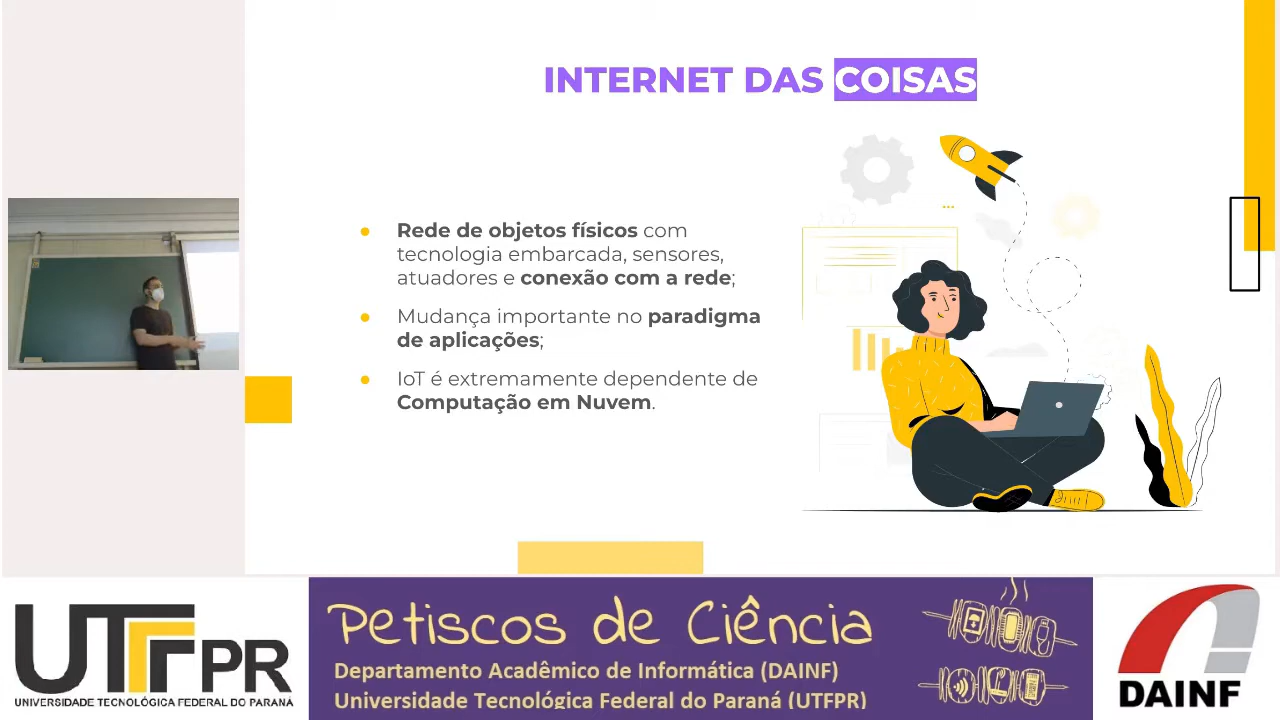 INTERNET DAS COISAS
● Rede de objetos físicos com
tecnologia embarcada, sensores,
atuadores e conexão com a rede;
● Mudança importante no paradigma
de aplicações;
● IoT é extremamente dependente de
Computação em Nuvem.
UTFPR
UNIVERSIDADE TECNOLÓGICA FEDERAL DO PARANÁ
Petiscos de Ciência
Departamento Acadêmico de Informática (DAINF)
Universidade Tecnológica Federal do Paraná (UTFPR)
DAINF